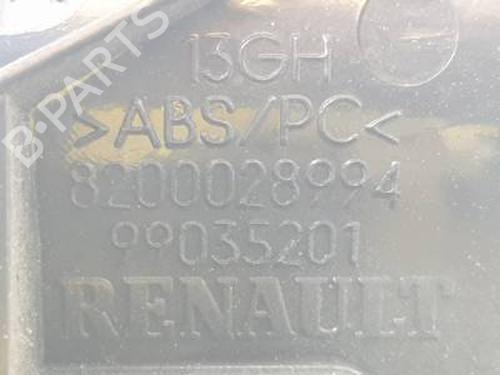 13GH
>ABS/PC<
8200028994
99035201
RENAULT
B·PARTS